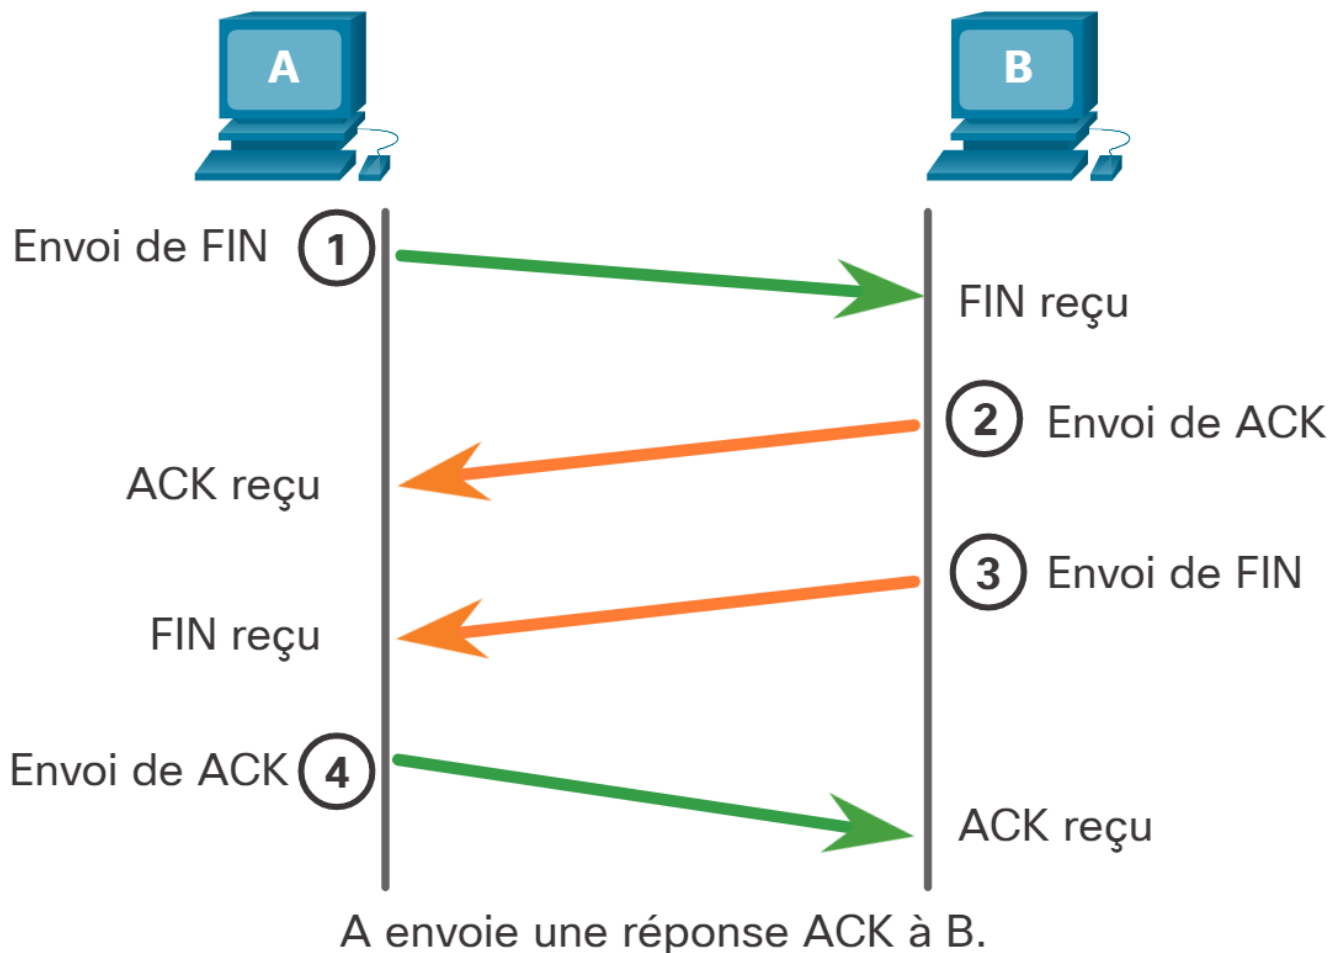 A
B
Envoi de FIN 1
FIN reçu
2 Envoi de ACK
ACK reçu
3 Envoi de FIN
FIN reçu
Envoi de ACK 4
ACK reçu
A envoie une réponse ACK à B.